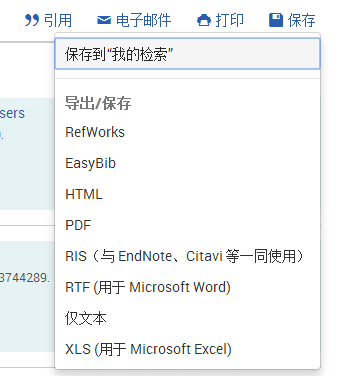 引用 电子邮件 打印 保存
保存到“我的检索”
导出/保存
sers
RefWorks
).
EasyBib
HTML
PDF
RIS（与 EndNote、Citavi 等一同使用）
3744289.
RTF (用于 Microsoft Word)
仅文本
XLS (用于 Microsoft Excel)